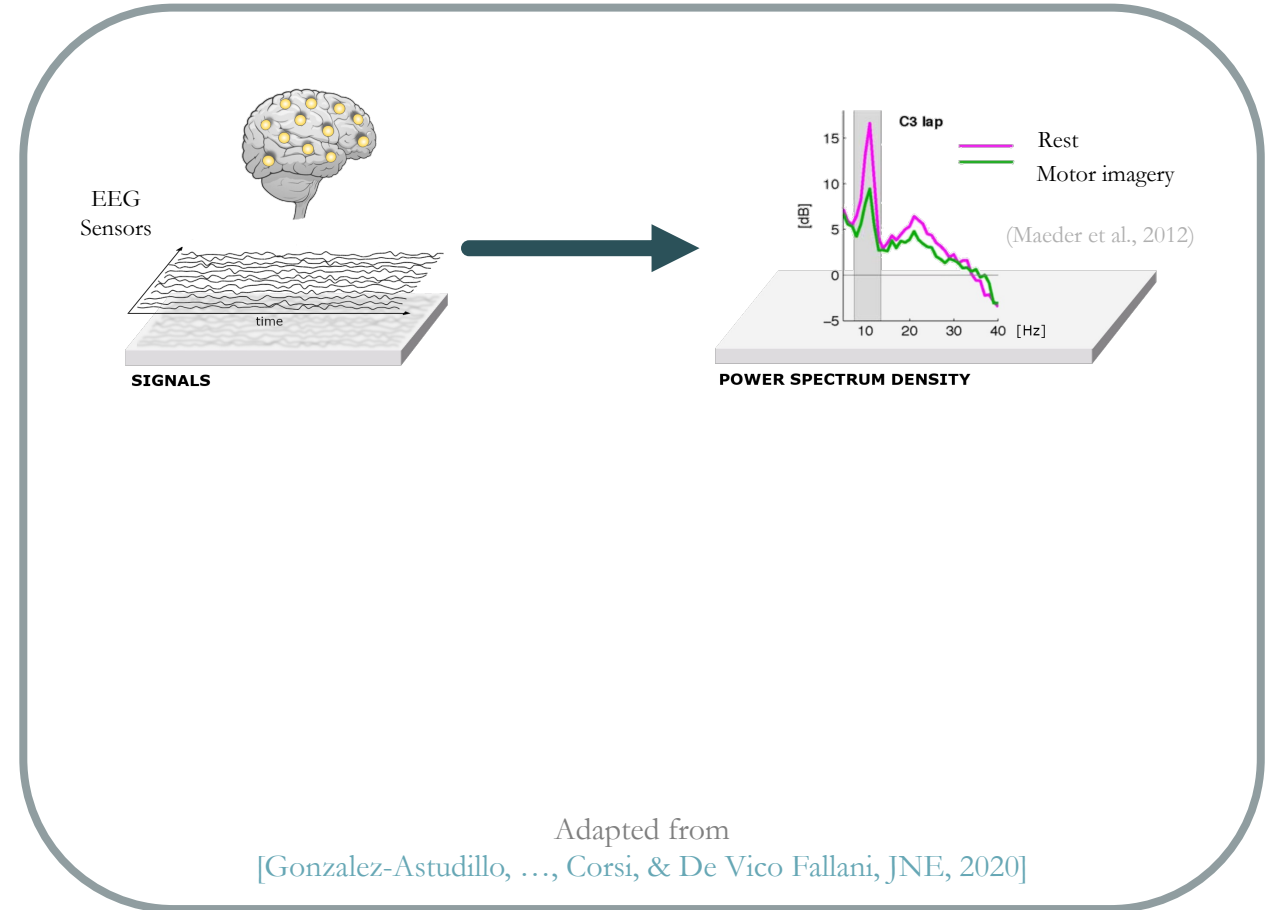 EEG
Sensors
time
SIGNALS
C3 lap
[dB]
15
10
5
0
−5
10 20 30 40 [Hz]
Rest
Motor imagery
(Maeder et al., 2012)
POWER SPECTRUM DENSITY
Adapted from
[Gonzalez-Astudillo, …, Corsi, & De Vico Fallani, JNE, 2020]